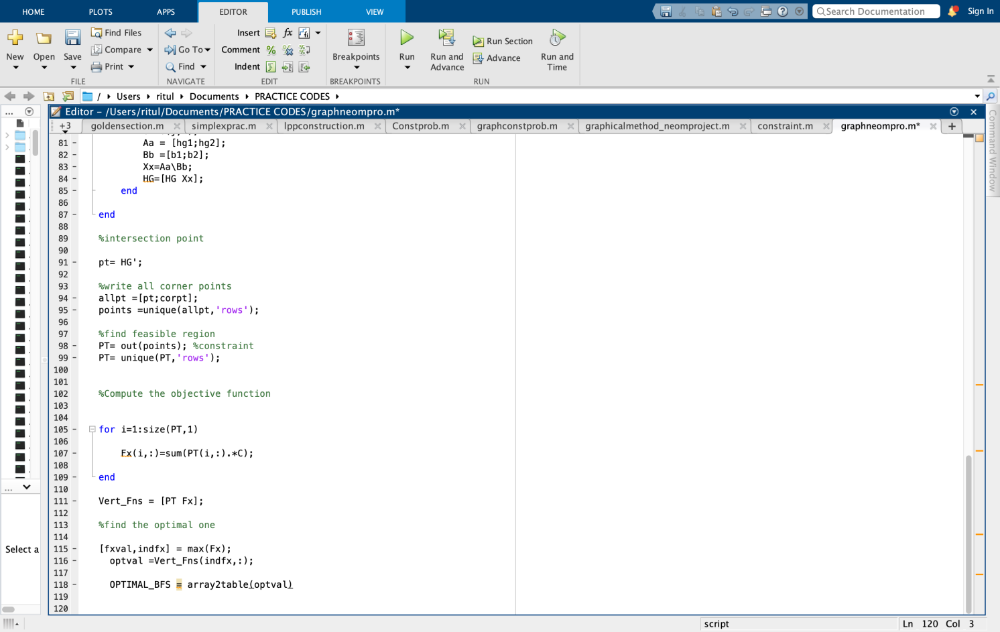 HOME PLOTS APPS EDITOR PUBLISH VIEW Search Documentation Sign In
New Open Save Find Files Compare Print FILE
Go To Find NAVIGATE
Insert fx Comment Indent EDIT
Breakpoints BREAKPOINTS
Run Run and Advance Run Section Advance Run and Time RUN
/ Users ritul Documents PRACTICE CODES
Editor - /Users/ritul/Documents/PRACTICE CODES/graphneompro.m*
+3 goldensection.m simplexprac.m lppconstruction.m Constprob.m graphconstprob.m graphicalmethod_neomproject.m constraint.m graphneompro.m* +
Command Window
81 Aa = [hg1;hg2];
82 Bb =[b1;b2];
83 Xx=Aa\Bb;
84 HG=[HG Xx];
85 end
86
87 end
88
89 %intersection point
90
91 pt= HG';
92
93 %write all corner points
94 allpt =[pt;corpt];
95 points =unique(allpt,'rows');
96
97 %find feasible region
98 PT= out(points); %constraint
99 PT= unique(PT,'rows');
100
101
102 %Compute the objective function
103
104
105 for i=1:size(PT,1)
106
107 Fx(i,:)=sum(PT(i,:).*C);
108
109 end
110
111 Vert_Fns = [PT Fx];
112
113 %find the optimal one
114
115 [fxval,indfx] = max(Fx);
116 optval =Vert_Fns(indfx,:);
117
118 OPTIMAL_BFS = array2table(optval)
119
120
Select a
script Ln 120 Col 3